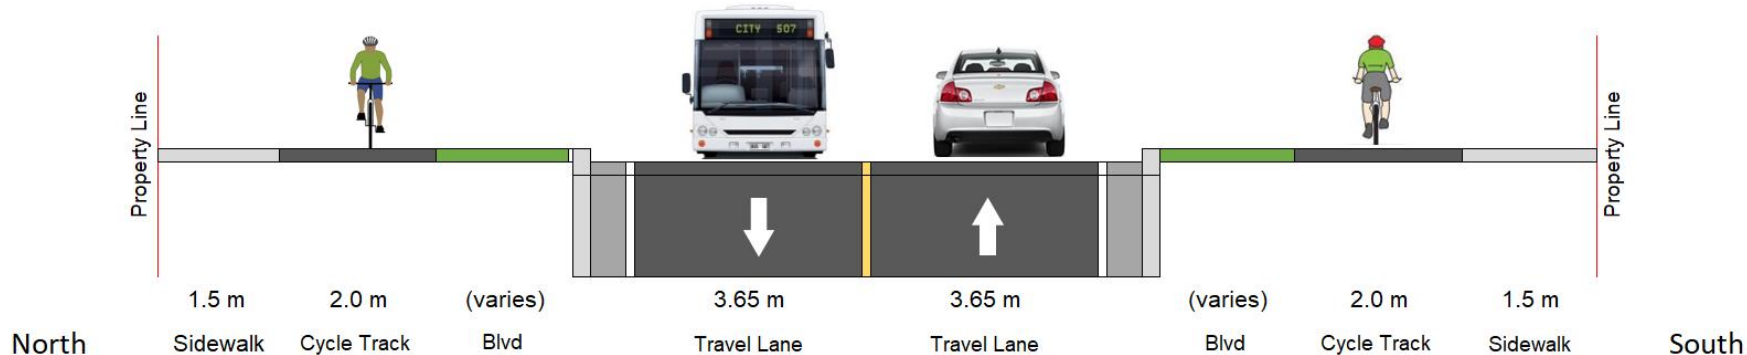 CITY 507
Property Line
Property Line
1.5 m 2.0 m (varies) 3.65 m 3.65 m (varies) 2.0 m 1.5 m
North Sidewalk Cycle Track Blvd Travel Lane Travel Lane Blvd Cycle Track Sidewalk South